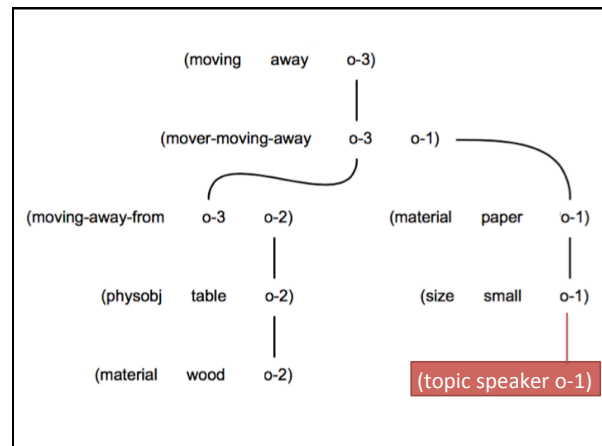 (moving away o-3)
(mover-moving-away o-3 o-1)
(moving-away-from o-3 o-2) (material paper o-1)
(physobj table o-2) (size small o-1)
(material wood o-2) (topic speaker o-1)